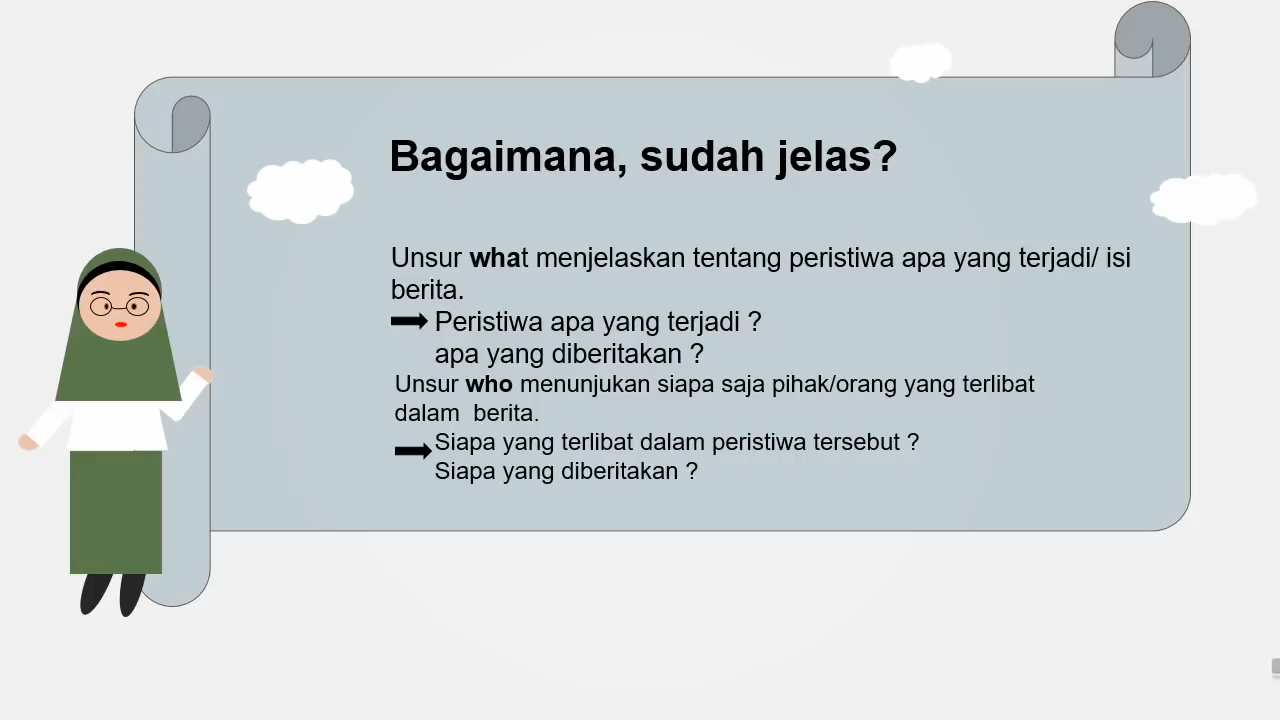 Bagaimana, sudah jelas?
Unsur what menjelaskan tentang peristiwa apa yang terjadi/ isi
berita.
Peristiwa apa yang terjadi ?
apa yang diberitakan ?
Unsur who menunjukan siapa saja pihak/orang yang terlibat
dalam berita.
Siapa yang terlibat dalam peristiwa tersebut ?
Siapa yang diberitakan ?